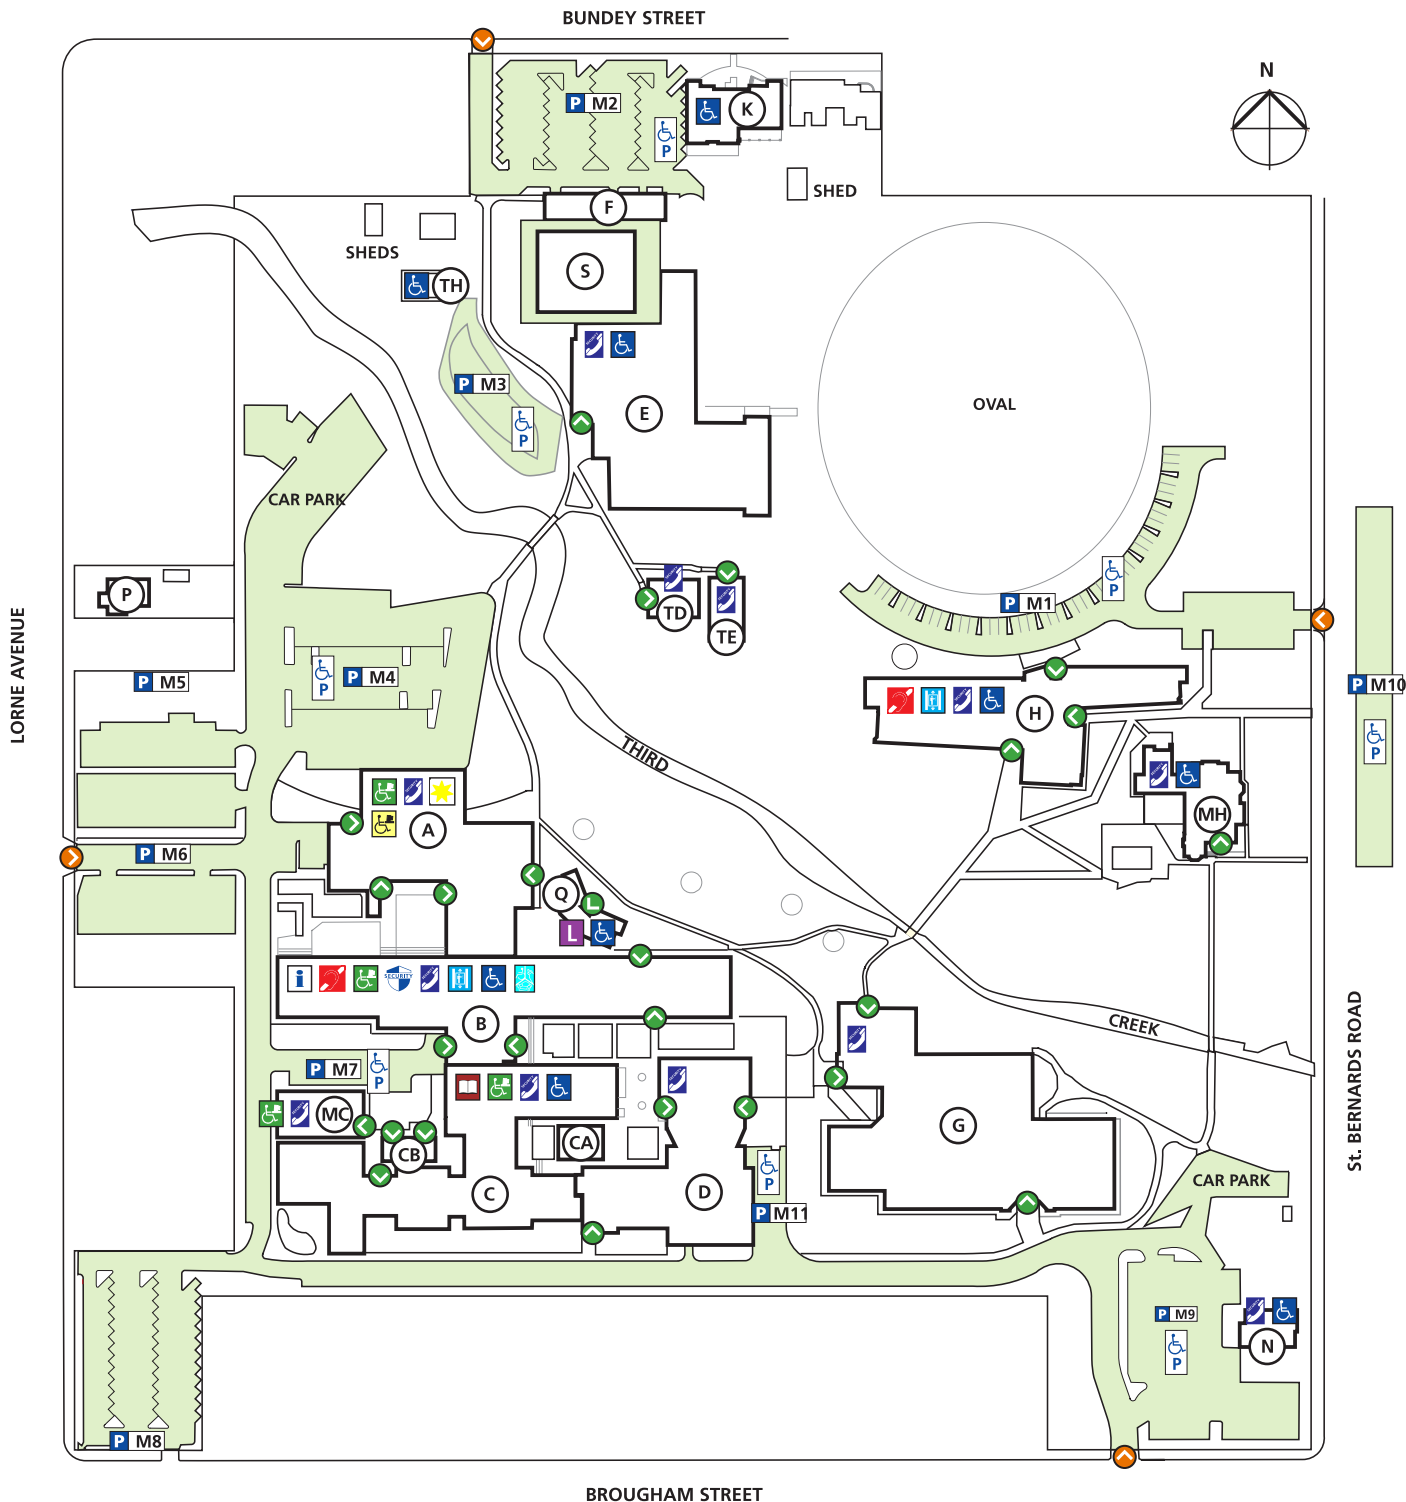 BUNDEY STREET
N
P M2
K
P
SHED
F
SHEDS
S
TH
P M3
P
E
OVAL
CAR PARK
P
P M1
TD
TE
P
LORNE AVENUE
P M5
P
P M4
P M10
P
H
THIRD
MH
A
P M6
Q
L
L
i
SECURITY
B
CREEK
St. BERNARDS ROAD
P M7
P
MC
CB
CA
G
C
D
P
P M11
CAR PARK
P M9
P
N
P M8
BROUGHAM STREET